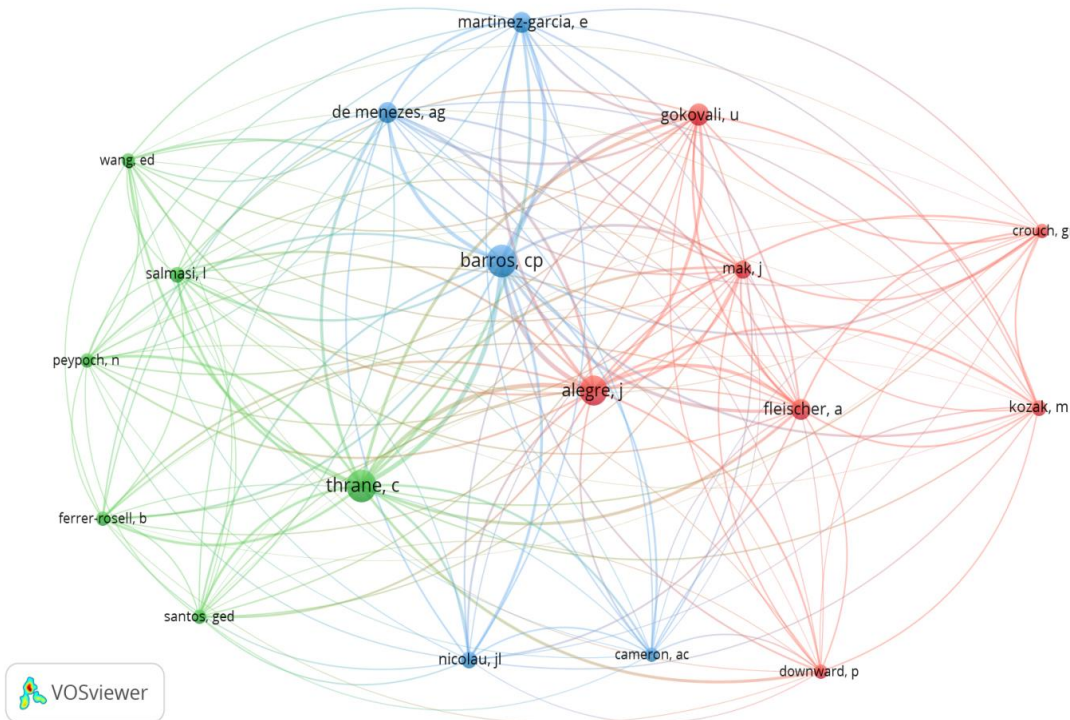 martinez-garcia, e
de menezes, ag
gokovali, u
wang, ed
crouch, g
barros, cp
mak, j
salmasi, l
peypoch, n
alegre, j
fleischer, a
kozak, m
thrane, c
ferrer-rosell, b
santos, ged
nicolau, jl
cameron, ac
downward, p
VOSviewer